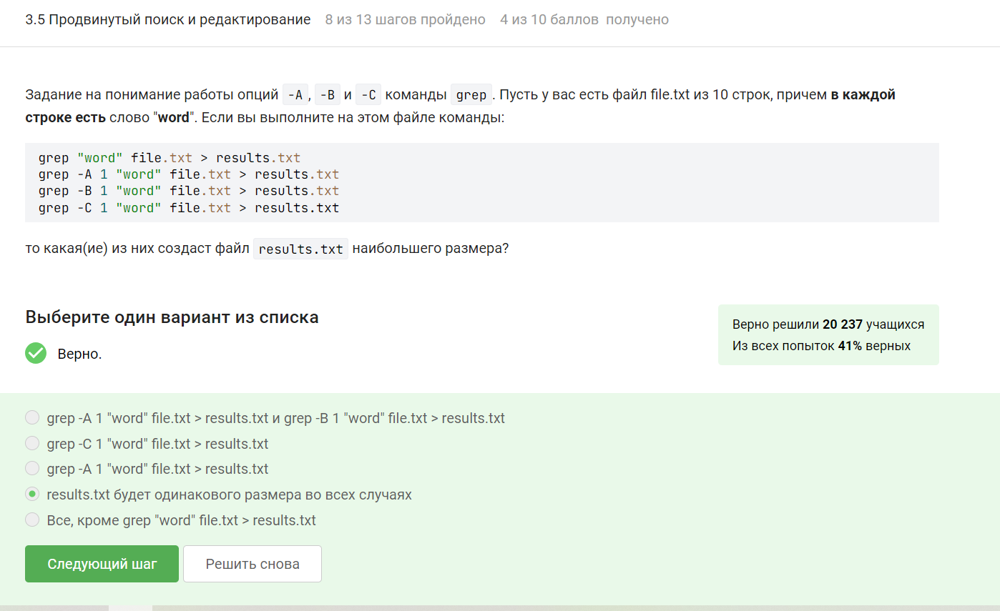 3.5 Продвинутый поиск и редактирование 8 из 13 шагов пройдено 4 из 10 баллов получено
Задание на понимание работы опций -A, -B и -C команды grep. Пусть у вас есть файл file.txt из 10 строк, причем в каждой
строке есть слово "word". Если вы выполните на этом файле команды:
grep "word" file.txt > results.txt
grep -A 1 "word" file.txt > results.txt
grep -B 1 "word" file.txt > results.txt
grep -C 1 "word" file.txt > results.txt
то какая(ие) из них создаст файл results.txt наибольшего размера?
Выберите один вариант из списка
Верно.
Верно решили 20 237 учащихся
Из всех попыток 41% верных
grep -A 1 "word" file.txt > results.txt и grep -B 1 "word" file.txt > results.txt
grep -C 1 "word" file.txt > results.txt
grep -A 1 "word" file.txt > results.txt
results.txt будет одинакового размера во всех случаях
Все, кроме grep "word" file.txt > results.txt
Следующий шаг Решить снова